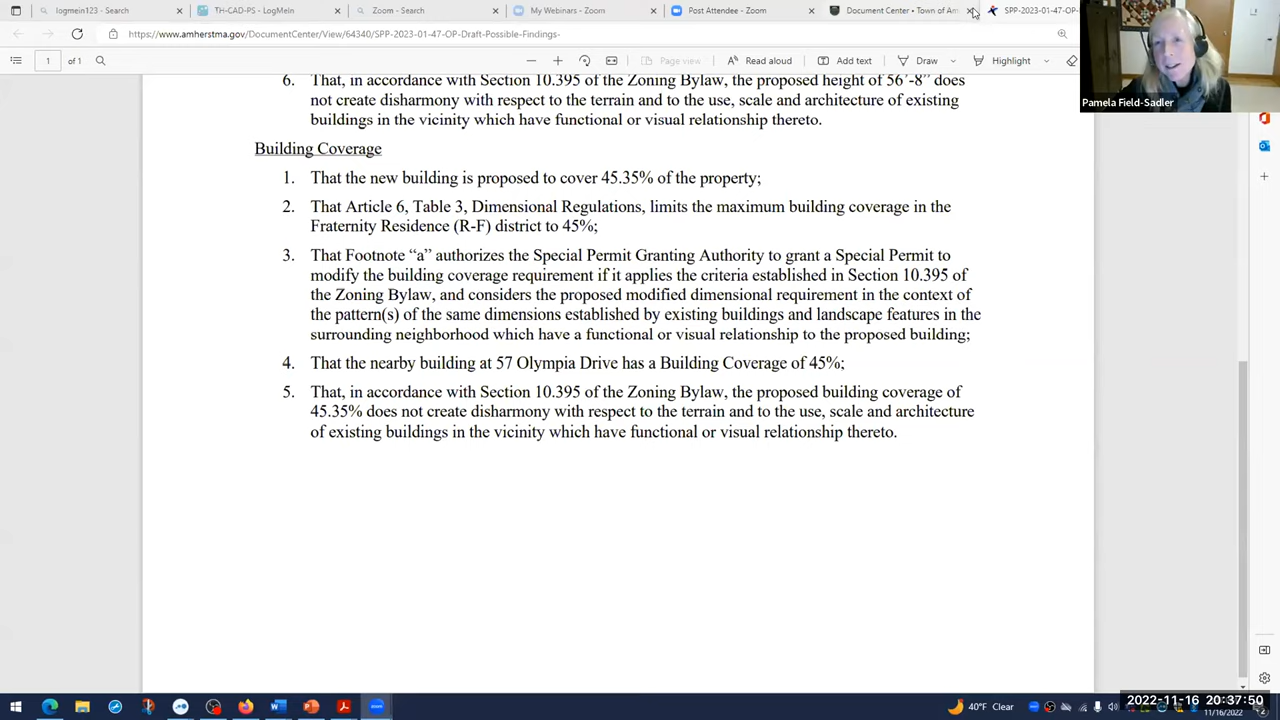 logmein123 - Search
TH-CAD-PS - LogMeIn
Zoom - Search
My Webinars - Zoom
Post Attendee - Zoom
Document Center • Town of Am
SPP-2023-01-47-OP-
https://www.amherstma.gov/DocumentCenter/View/64340/SPP-2023-01-47-OP-Draft-Possible-Findings-
1 of 1
Page view
Read aloud
Add text
Draw
Highlight
Pamela Field-Sadler
6. That, in accordance with Section 10.395 of the Zoning Bylaw, the proposed height of 56’-8” does
not create disharmony with respect to the terrain and to the use, scale and architecture of existing
buildings in the vicinity which have functional or visual relationship thereto.
Building Coverage
1. That the new building is proposed to cover 45.35% of the property;
2. That Article 6, Table 3, Dimensional Regulations, limits the maximum building coverage in the
Fraternity Residence (R-F) district to 45%;
3. That Footnote “a” authorizes the Special Permit Granting Authority to grant a Special Permit to
modify the building coverage requirement if it applies the criteria established in Section 10.395 of
the Zoning Bylaw, and considers the proposed modified dimensional requirement in the context of
the pattern(s) of the same dimensions established by existing buildings and landscape features in the
surrounding neighborhood which have a functional or visual relationship to the proposed building;
4. That the nearby building at 57 Olympia Drive has a Building Coverage of 45%;
5. That, in accordance with Section 10.395 of the Zoning Bylaw, the proposed building coverage of
45.35% does not create disharmony with respect to the terrain and to the use, scale and architecture
of existing buildings in the vicinity which have functional or visual relationship thereto.
40°F Clear
2022-11-16 20:37:50
11/16/2022